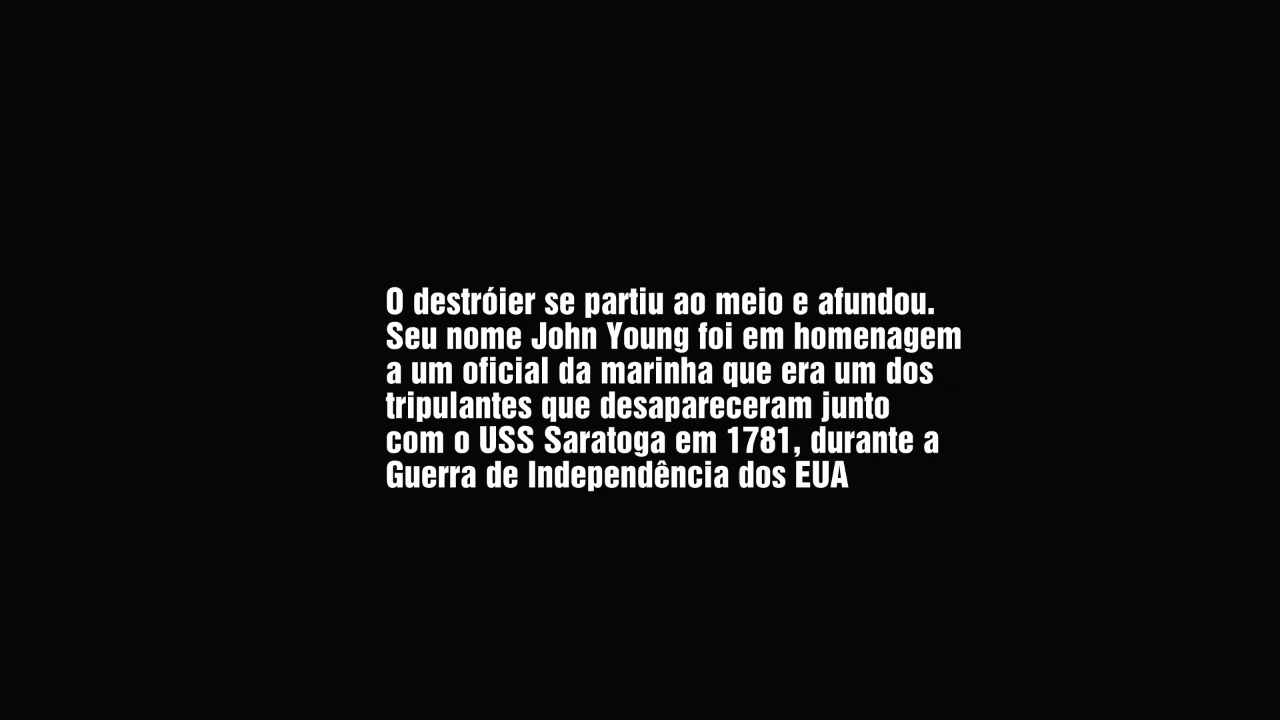 O destróier se partiu ao meio e afundou.
Seu nome John Young foi em homenagem
a um oficial da marinha que era um dos
tripulantes que desapareceram junto
com o USS Saratoga em 1781, durante a
Guerra de Independência dos EUA